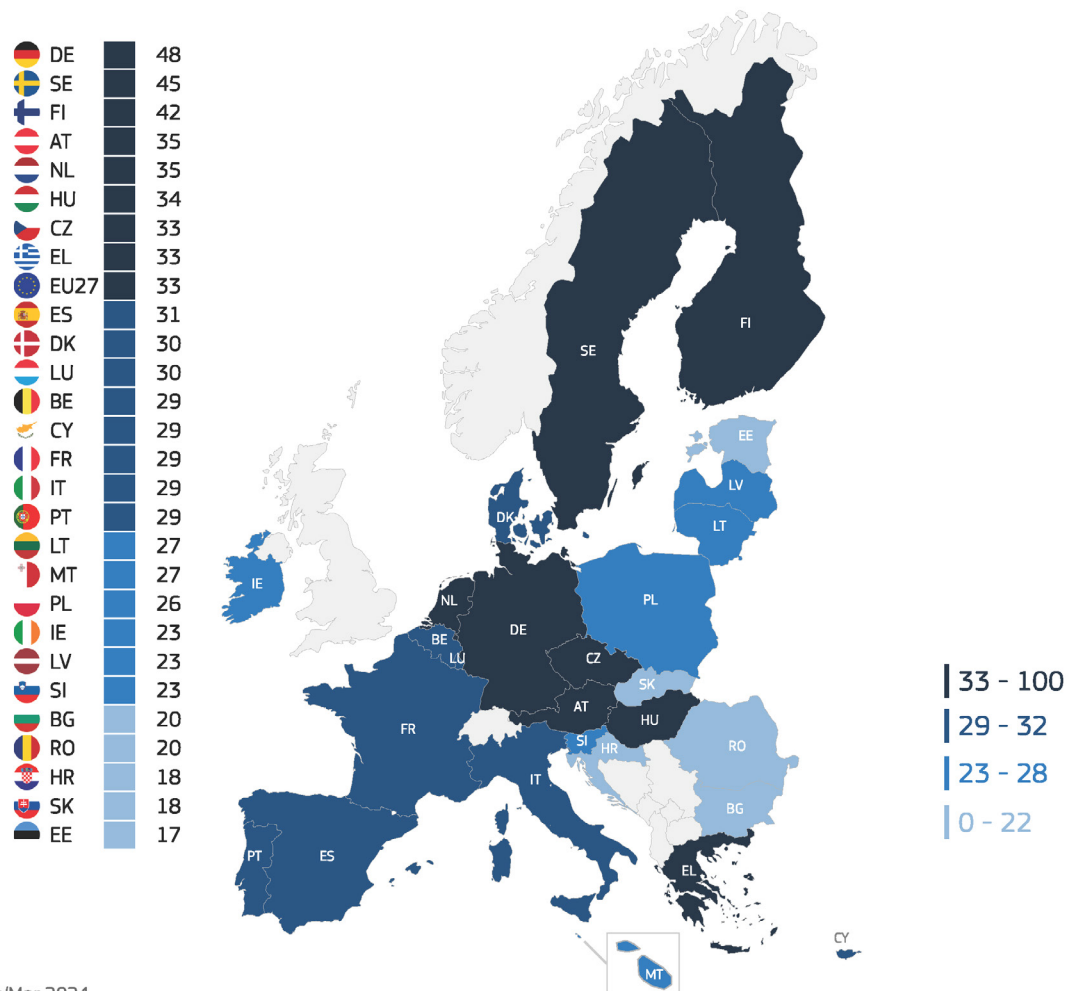 DE 48
SE 45
FI 42
AT 35
NL 35
HU 34
CZ 33
EL 33
EU27 33
ES 31
DK 30
LU 30
BE 29
CY 29
FR 29
IT 29
PT 29
LT 27
MT 27
PL 26
IE 23
LV 23
SI 23
BG 20
RO 20
HR 18
SK 18
EE 17
FI
SE
EE
LV
LT
DK
IE
PL
NL
DE
BE
LU
CZ
SK
AT
HU
FR
SI
HR
RO
IT
BG
PT
ES
EL
CY
MT
33 - 100
29 - 32
23 - 28
0 - 22